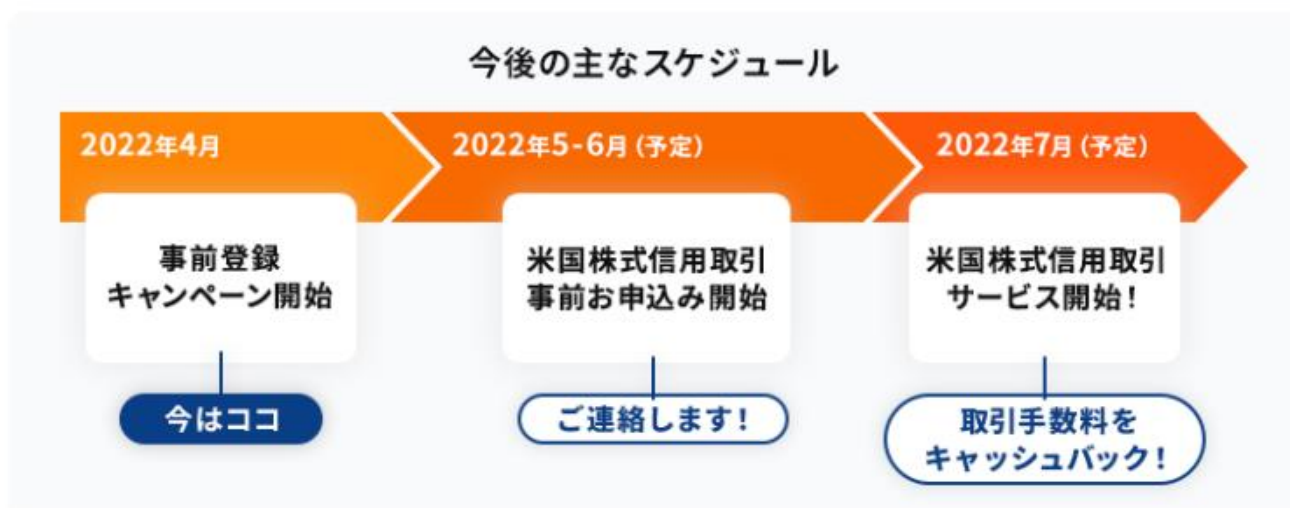 今後の主なスケジュール
2022年4月
2022年5-6月(予定)
2022年7月(予定)
事前登録
キャンペーン開始
米国株式信用取引
事前お申込み開始
米国株式信用取引
サービス開始!
今はココ
ご連絡します!
取引手数料を
キャッシュバック!